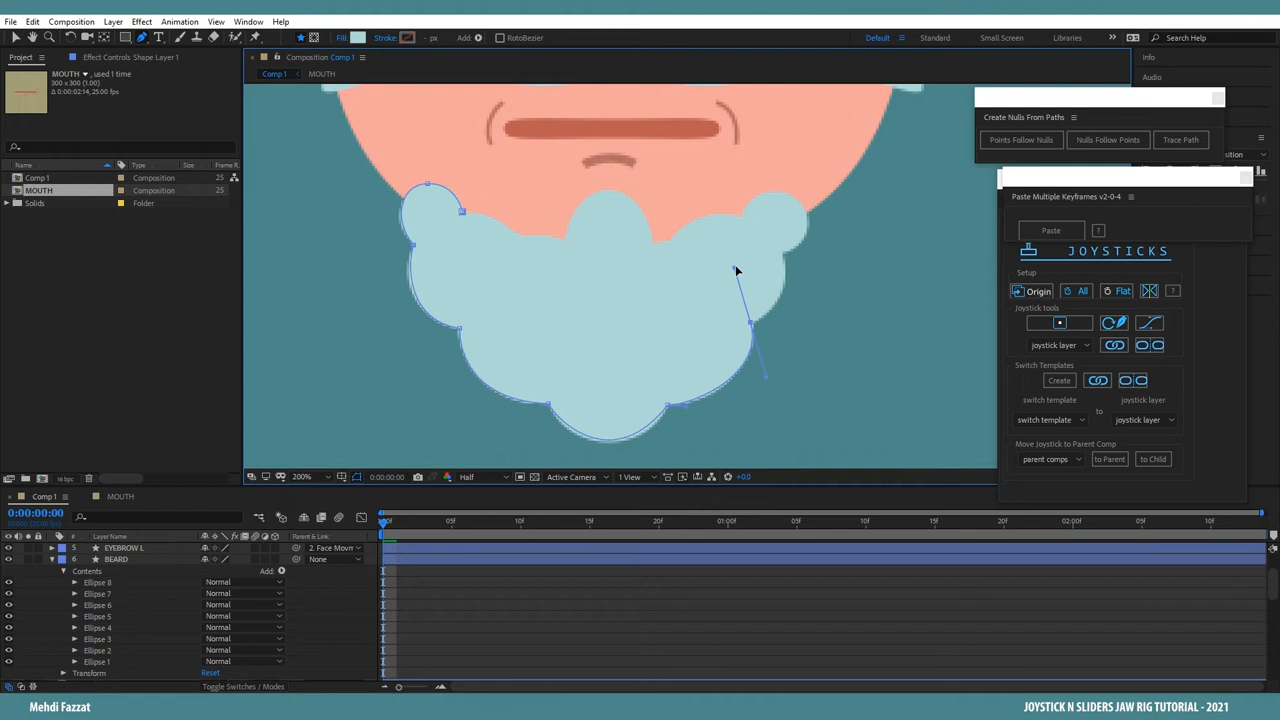 File Edit Composition Layer Effect Animation View Window Help
Fill: Stroke: - px Add: RotoBezier
Default Standard Small Screen Libraries Search Help
Project Effect Controls Shape Layer 1
Composition Comp 1
Info
MOUTH , used 1 time
300 x 300 (1.00)
Δ 0:00:02:14, 25.00 fps
Comp 1 MOUTH
Audio
Create Nulls From Paths
Points Follow Nulls Nulls Follow Points Trace Path
Name Type Size Frame R..
Comp 1 Composition 25
MOUTH Composition 25
Solids Folder
Paste Multiple Keyframes v2-0-4
Paste ?
JOYSTICKS
Setup
Origin All Flat ?
Joystick tools
joystick layer
Switch Templates
Create
switch template joystick layer
to
switch template joystick layer
Move Joystick to Parent Comp
parent comps to Parent to Child
16 bpc
200% 0:00:00:00 Half Active Camera 1 View +0.0
Comp 1 MOUTH
0:00:00:00
00000 (25.00 fps)
05f 10f 15f 20f 01:00f 05f 10f 15f 20f 02:00f 05f 10f
# Layer Name Parent & Link
5 EYEBROW L 2. Face Movm
6 BEARD None
Contents Add:
Ellipse 8 Normal
Ellipse 7 Normal
Ellipse 6 Normal
Ellipse 5 Normal
Ellipse 4 Normal
Ellipse 3 Normal
Ellipse 2 Normal
Ellipse 1 Normal
Transform Reset
Toggle Switches / Modes
Mehdi Fazzat JOYSTICK N SLIDERS JAW RIG TUTORIAL - 2021